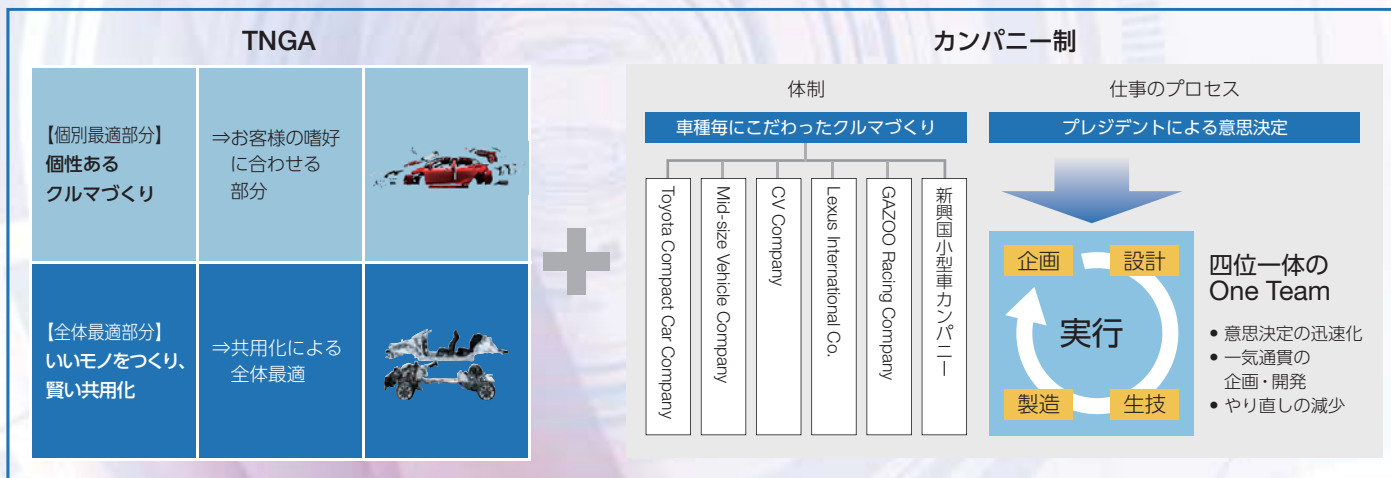 TNGA
【個別最適部分】
個性ある
クルマづくり
⇒お客様の嗜好
に合わせる
部分
【全体最適部分】
いいモノをつくり、
賢い共用化
⇒共用化による
全体最適
カンパニー制
体制
車種毎にこだわったクルマづくり
Toyota Compact Car Company
Mid-size Vehicle Company
CV Company
Lexus International Co.
GAZOO Racing Company
新興国小型車カンパニー
仕事のプロセス
プレジデントによる意思決定
企画
設計
実行
製造
生技
四位一体の
One Team
• 意思決定の迅速化
• 一気通貫の
企画・開発
• やり直しの減少